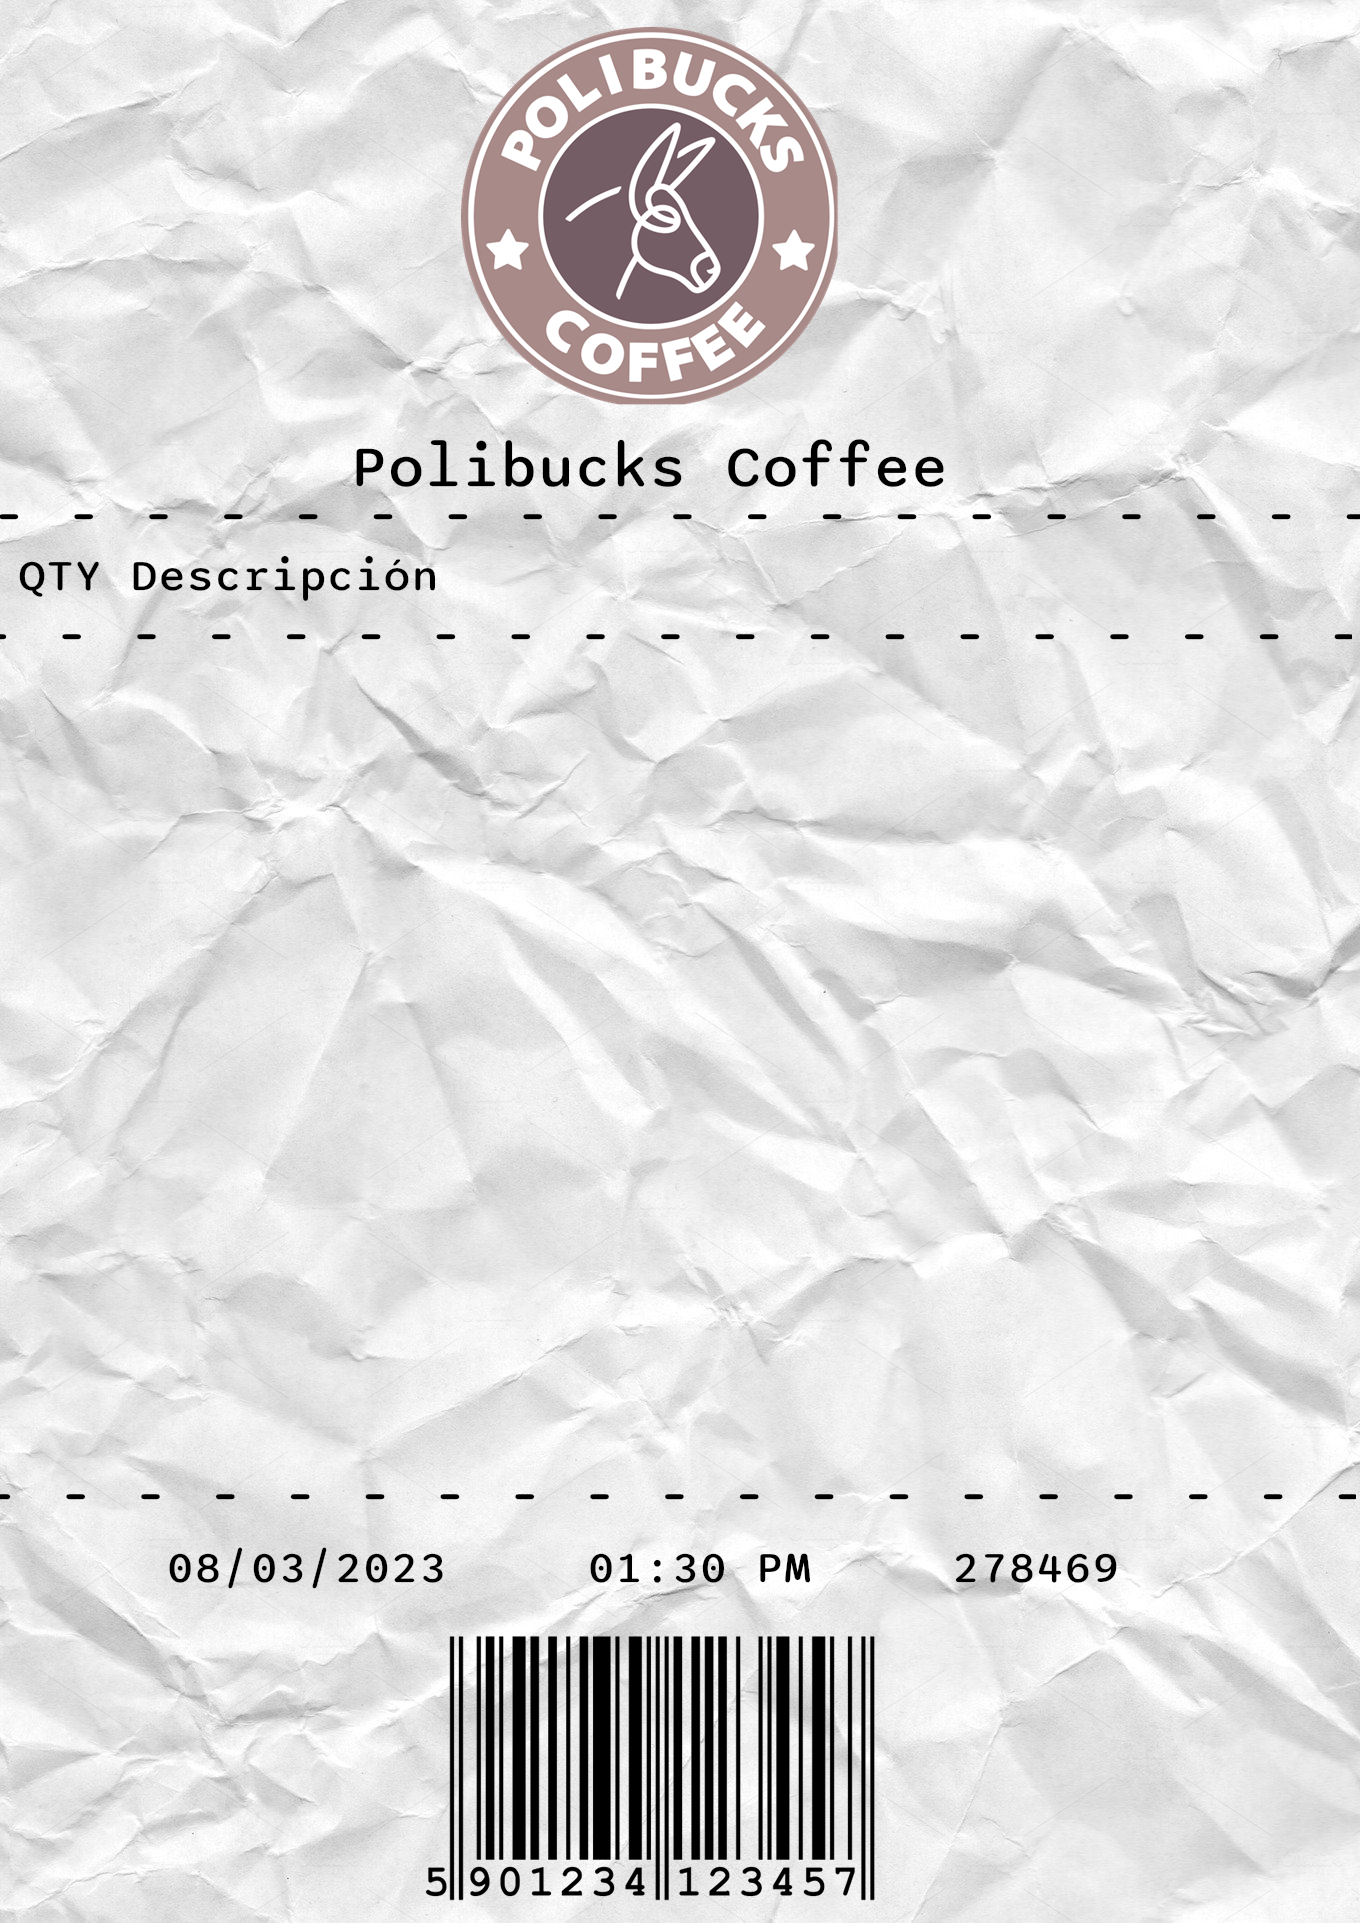 POLIBUCKS
COFFEE
Polibucks Coffee
- - - - - - - - - - - - - - - - - - -
QTY Descripción
- - - - - - - - - - - - - - - - - - -
- - - - - - - - - - - - - - - - - - -
08/03/2023 01:30 PM 278469
5 901234 123457